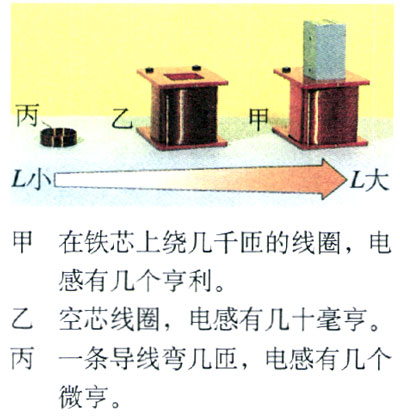 丙 乙 甲
L小 L大
甲 在铁芯上绕几千匝的线圈，电
感有几个亨利。
乙 空芯线圈，电感有几十毫亨。
丙 一条导线弯几匝，电感有几个
微亨。